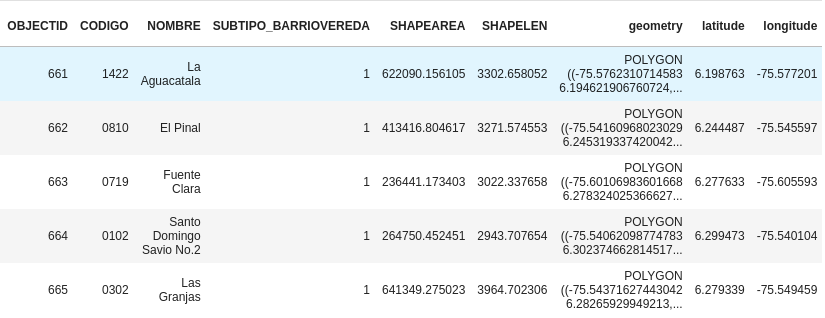 OBJECTID CODIGO NOMBRE SUBTIPO_BARRIOVEREDA SHAPEAREA SHAPELEN geometry latitude longitude
661 1422 La Aguacatala 1 622090.156105 3302.658052 POLYGON ((-75.5762310714583 6.194621906760724,... 6.198763 -75.577201
662 0810 El Pinal 1 413416.804617 3271.574553 POLYGON ((-75.54160968023029 6.245319337420042... 6.244487 -75.545597
663 0719 Fuente Clara 1 236441.173403 3022.337658 POLYGON ((-75.60106983601668 6.278324025366627... 6.277633 -75.605593
664 0102 Santo Domingo Savio No.2 1 264750.452451 2943.707654 POLYGON ((-75.54062098774783 6.302374662814517... 6.299473 -75.540104
665 0302 Las Granjas 1 641349.275023 3964.702306 POLYGON ((-75.54371627443042 6.28265929949213,... 6.279339 -75.549459